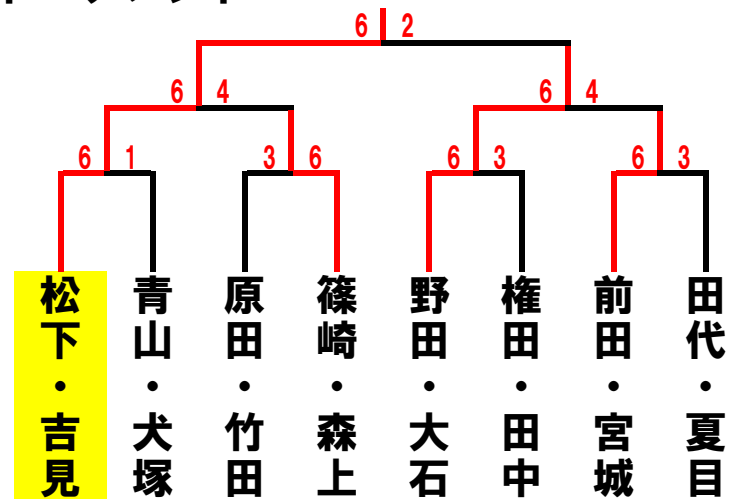 6 2
6 4
6 4
6 1
3 6
6 3
6 3
松下・吉見
青山・犬塚
原田・竹田
篠崎・森上
野田・大石
権田・田中
前田・宮城
田代・夏目